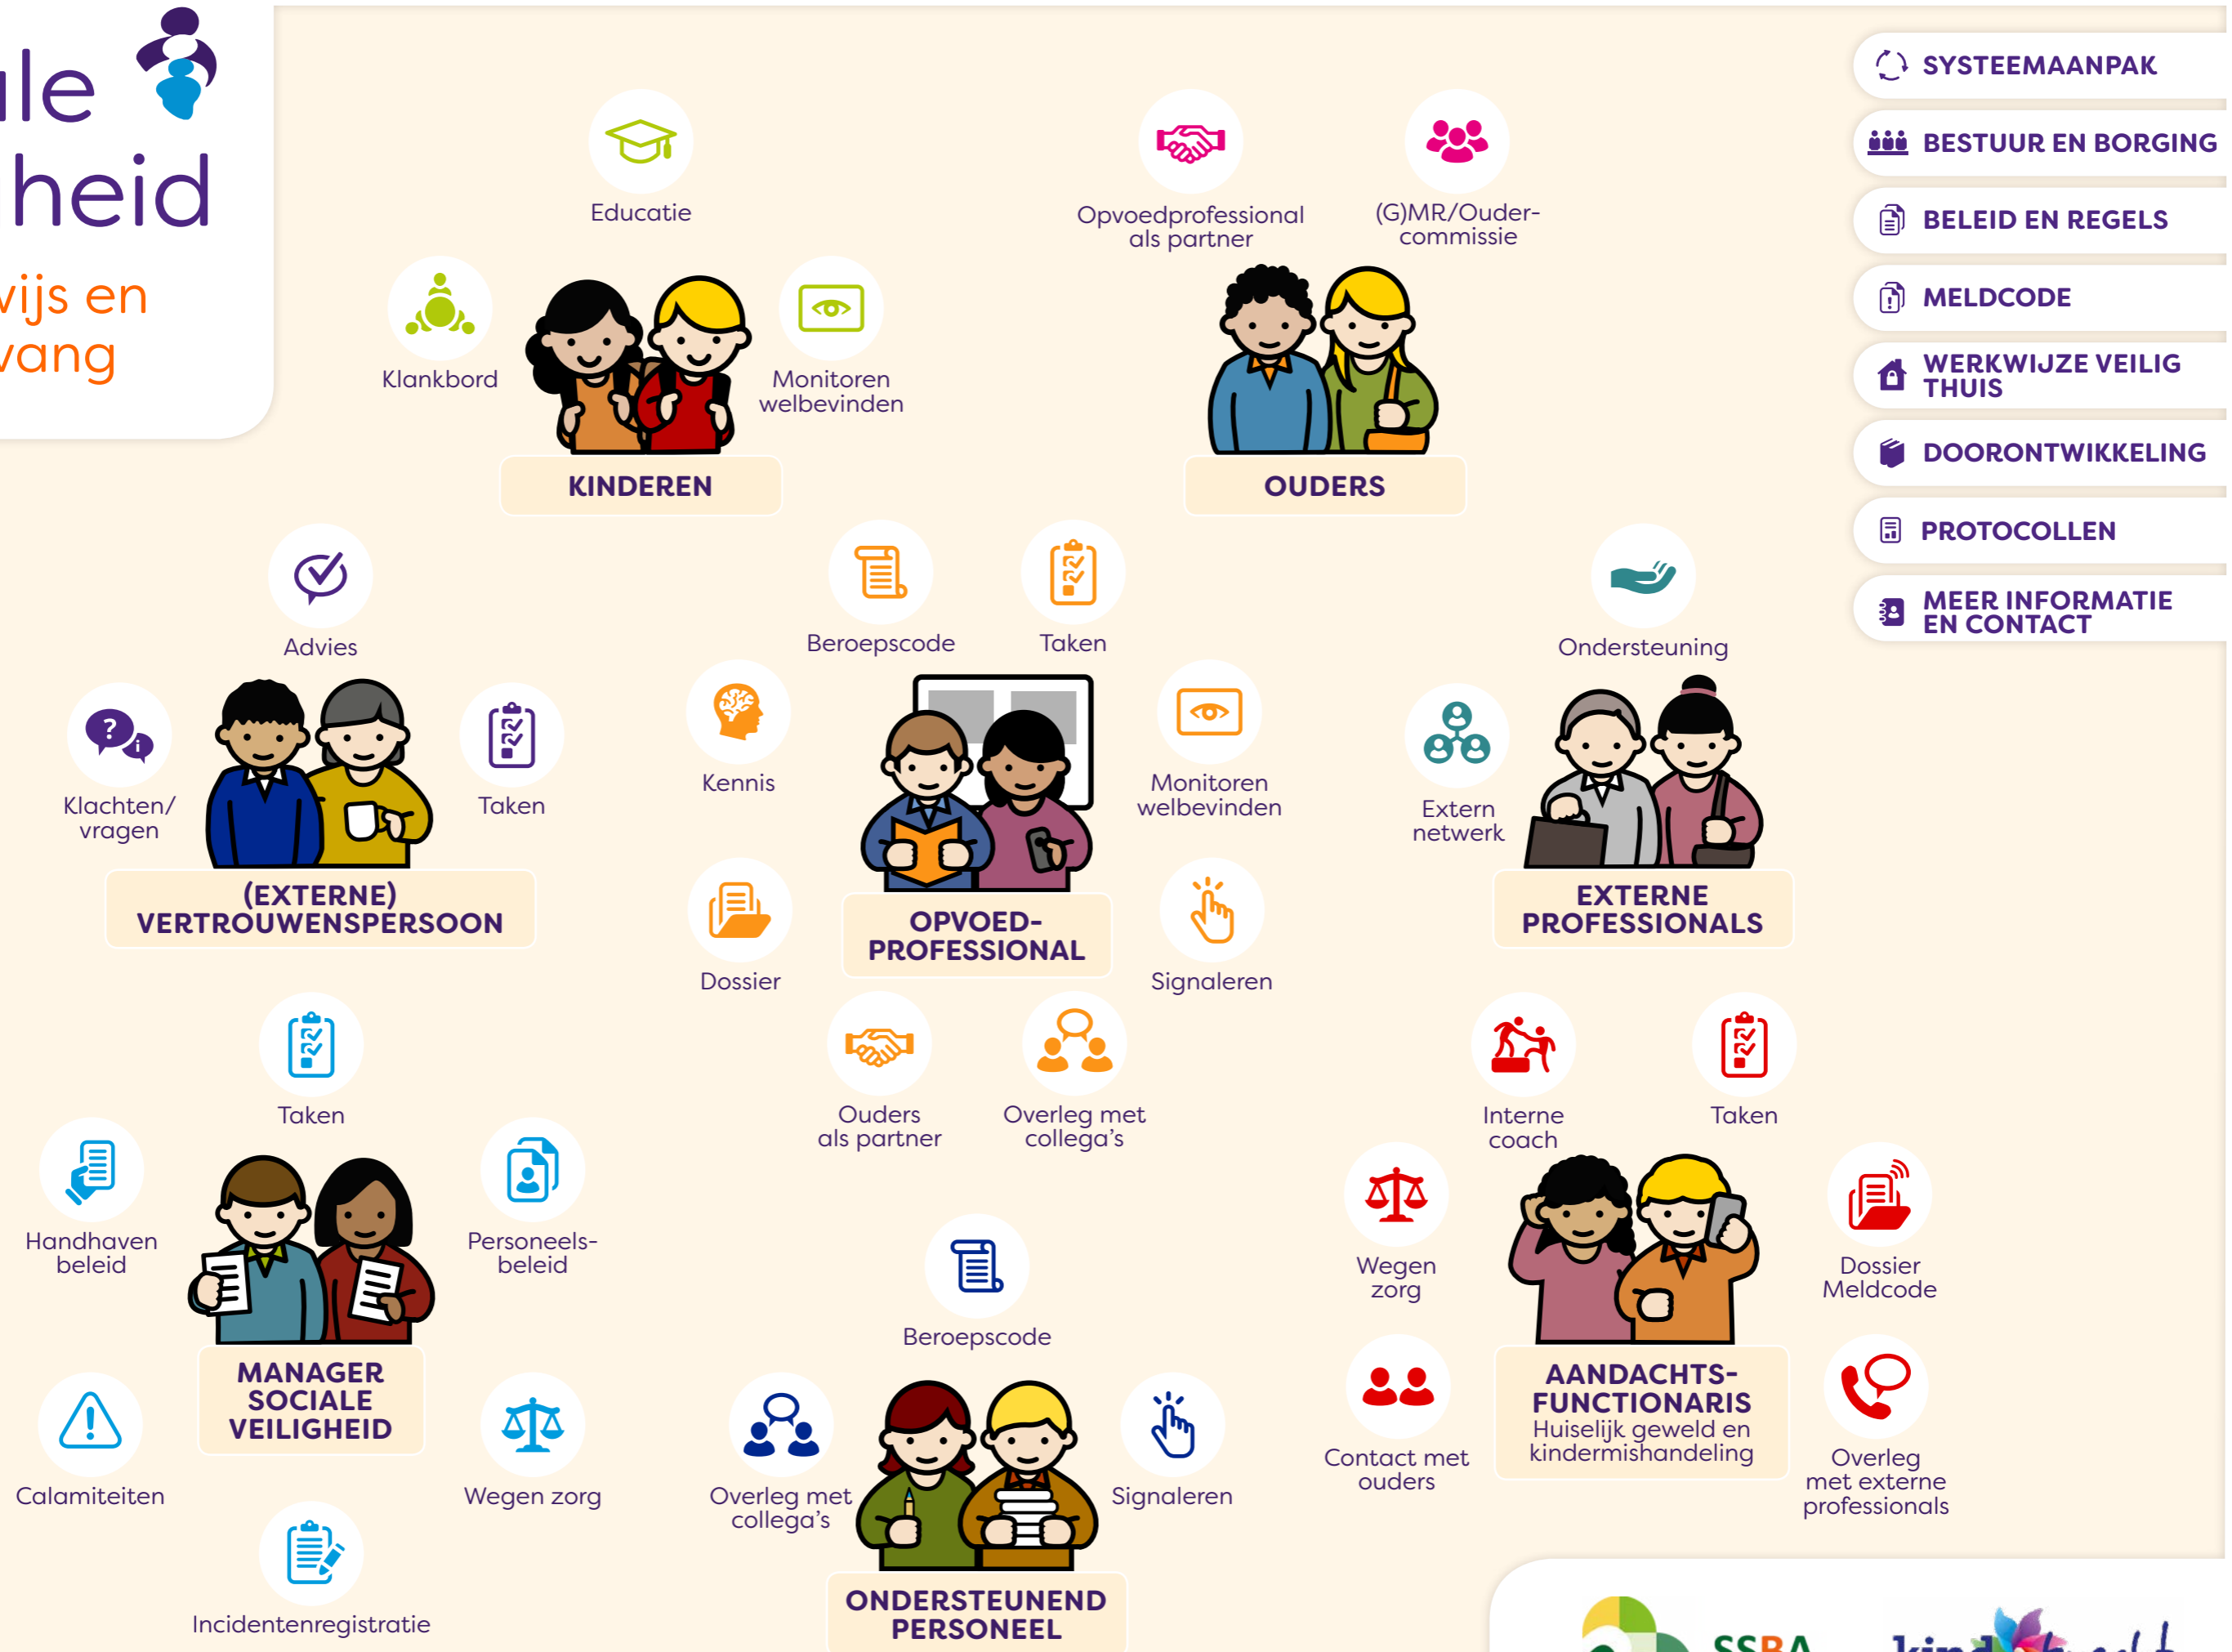 ale
heid
wijs en
vang
SYSTEEMAANPAK
BESTUUR EN BORGING
BELEID EN REGELS
MELDCODE
WERKWIJZE VEILIG
THUIS
DOORONTWIKKELING
PROTOCOLLEN
MEER INFORMATIE
EN CONTACT
Educatie
Klankbord
Monitoren
welbevinden
KINDEREN
Opvoedprofessional
als partner
(G)MR/Ouder-
commissie
OUDERS
Advies
Klachten/
vragen
?
i
Taken
(EXTERNE)
VERTROUWENSPERSOON
Beroepscode
Taken
Kennis
Monitoren
welbevinden
Dossier
Signaleren
OPVOED-
PROFESSIONAL
Ouders
als partner
Overleg met
collega's
Ondersteuning
Extern
netwerk
EXTERNE
PROFESSIONALS
Taken
Handhaven
beleid
Personeels-
beleid
MANAGER
SOCIALE
VEILIGHEID
Calamiteiten
Wegen zorg
Incidentenregistratie
Beroepscode
Overleg met
collega's
Signaleren
ONDERSTEUNEND
PERSONEEL
Interne
coach
Taken
Wegen
zorg
Dossier
Meldcode
Contact met
ouders
AANDACHTS-
FUNCTIONARIS
Huiselijk geweld en
kindermishandeling
Overleg
met externe
professionals
SSBA
kind